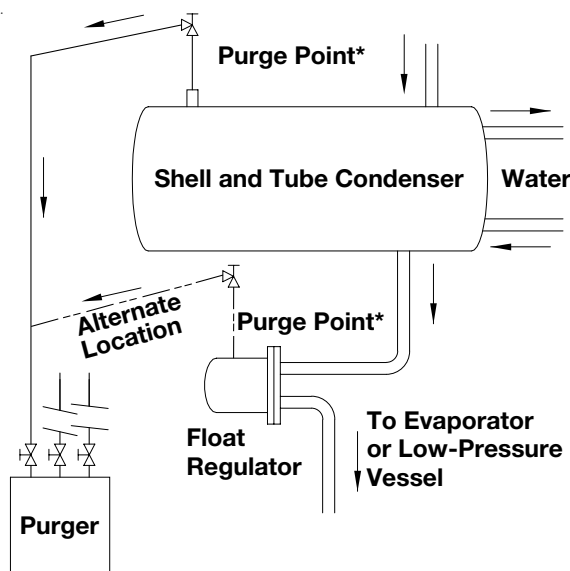 Purge Point*
Shell and Tube Condenser
Water
Alternate
Location
Purge Point*
Float
Regulator
To Evaporator
or Low-Pressure
Vessel
Purger